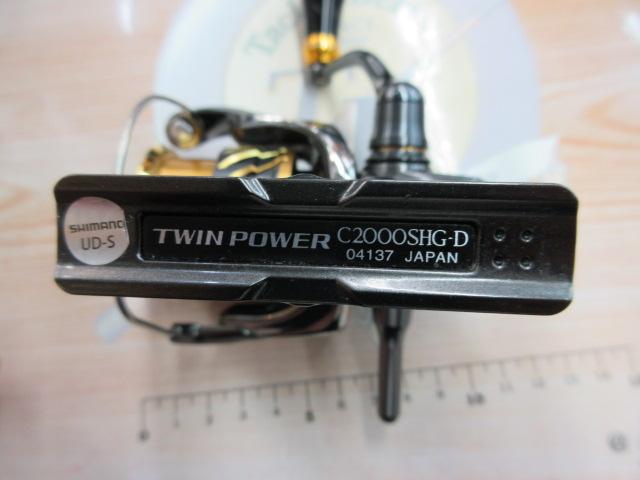 SHIMANO
UD-S
TWIN POWER C2000SHG-D
04137 JAPAN